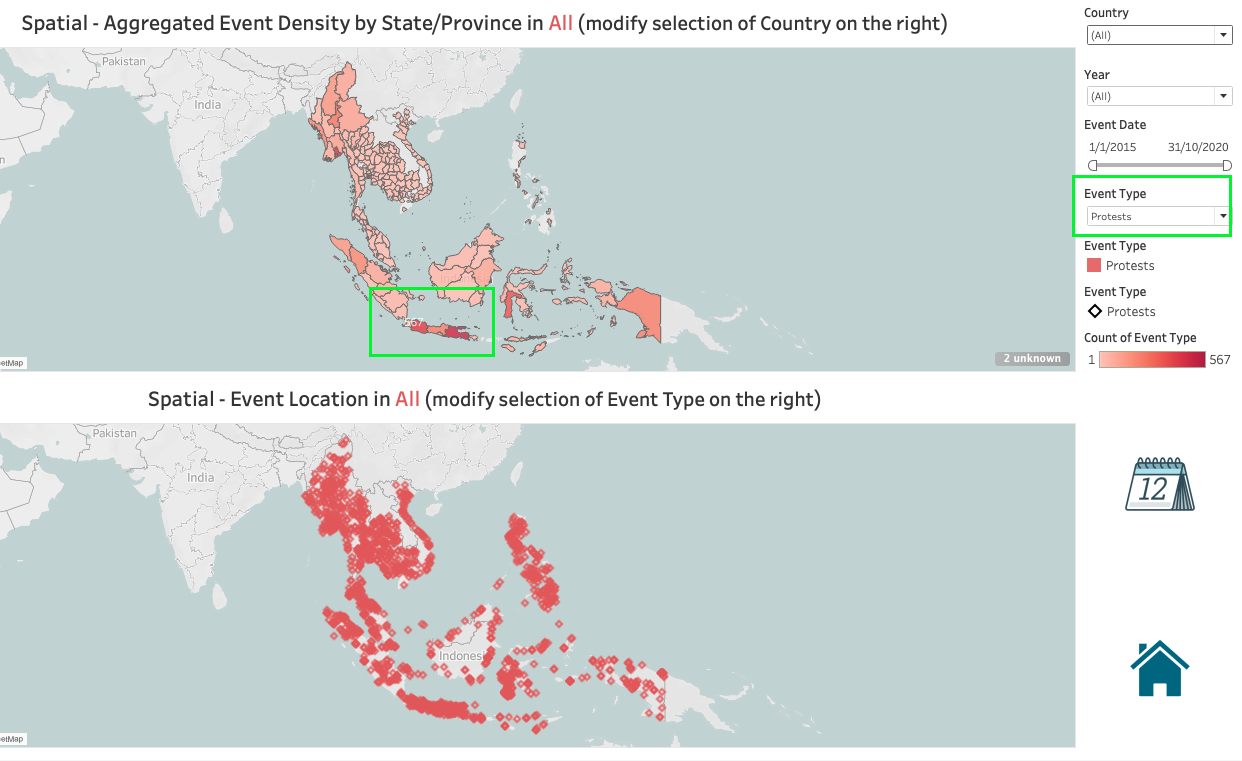 Spatial - Aggregated Event Density by State/Province in All (modify selection of Country on the right)
Country
(All)
Year
(All)
Event Date
1/1/2015 31/10/2020
Event Type
Protests
Event Type
Protests
Event Type
Protests
Count of Event Type
1 567
Pakistan
India
567
2 unknown
etMap
Spatial - Event Location in All (modify selection of Event Type on the right)
Pakistan
India
Indonesi
12
etMap